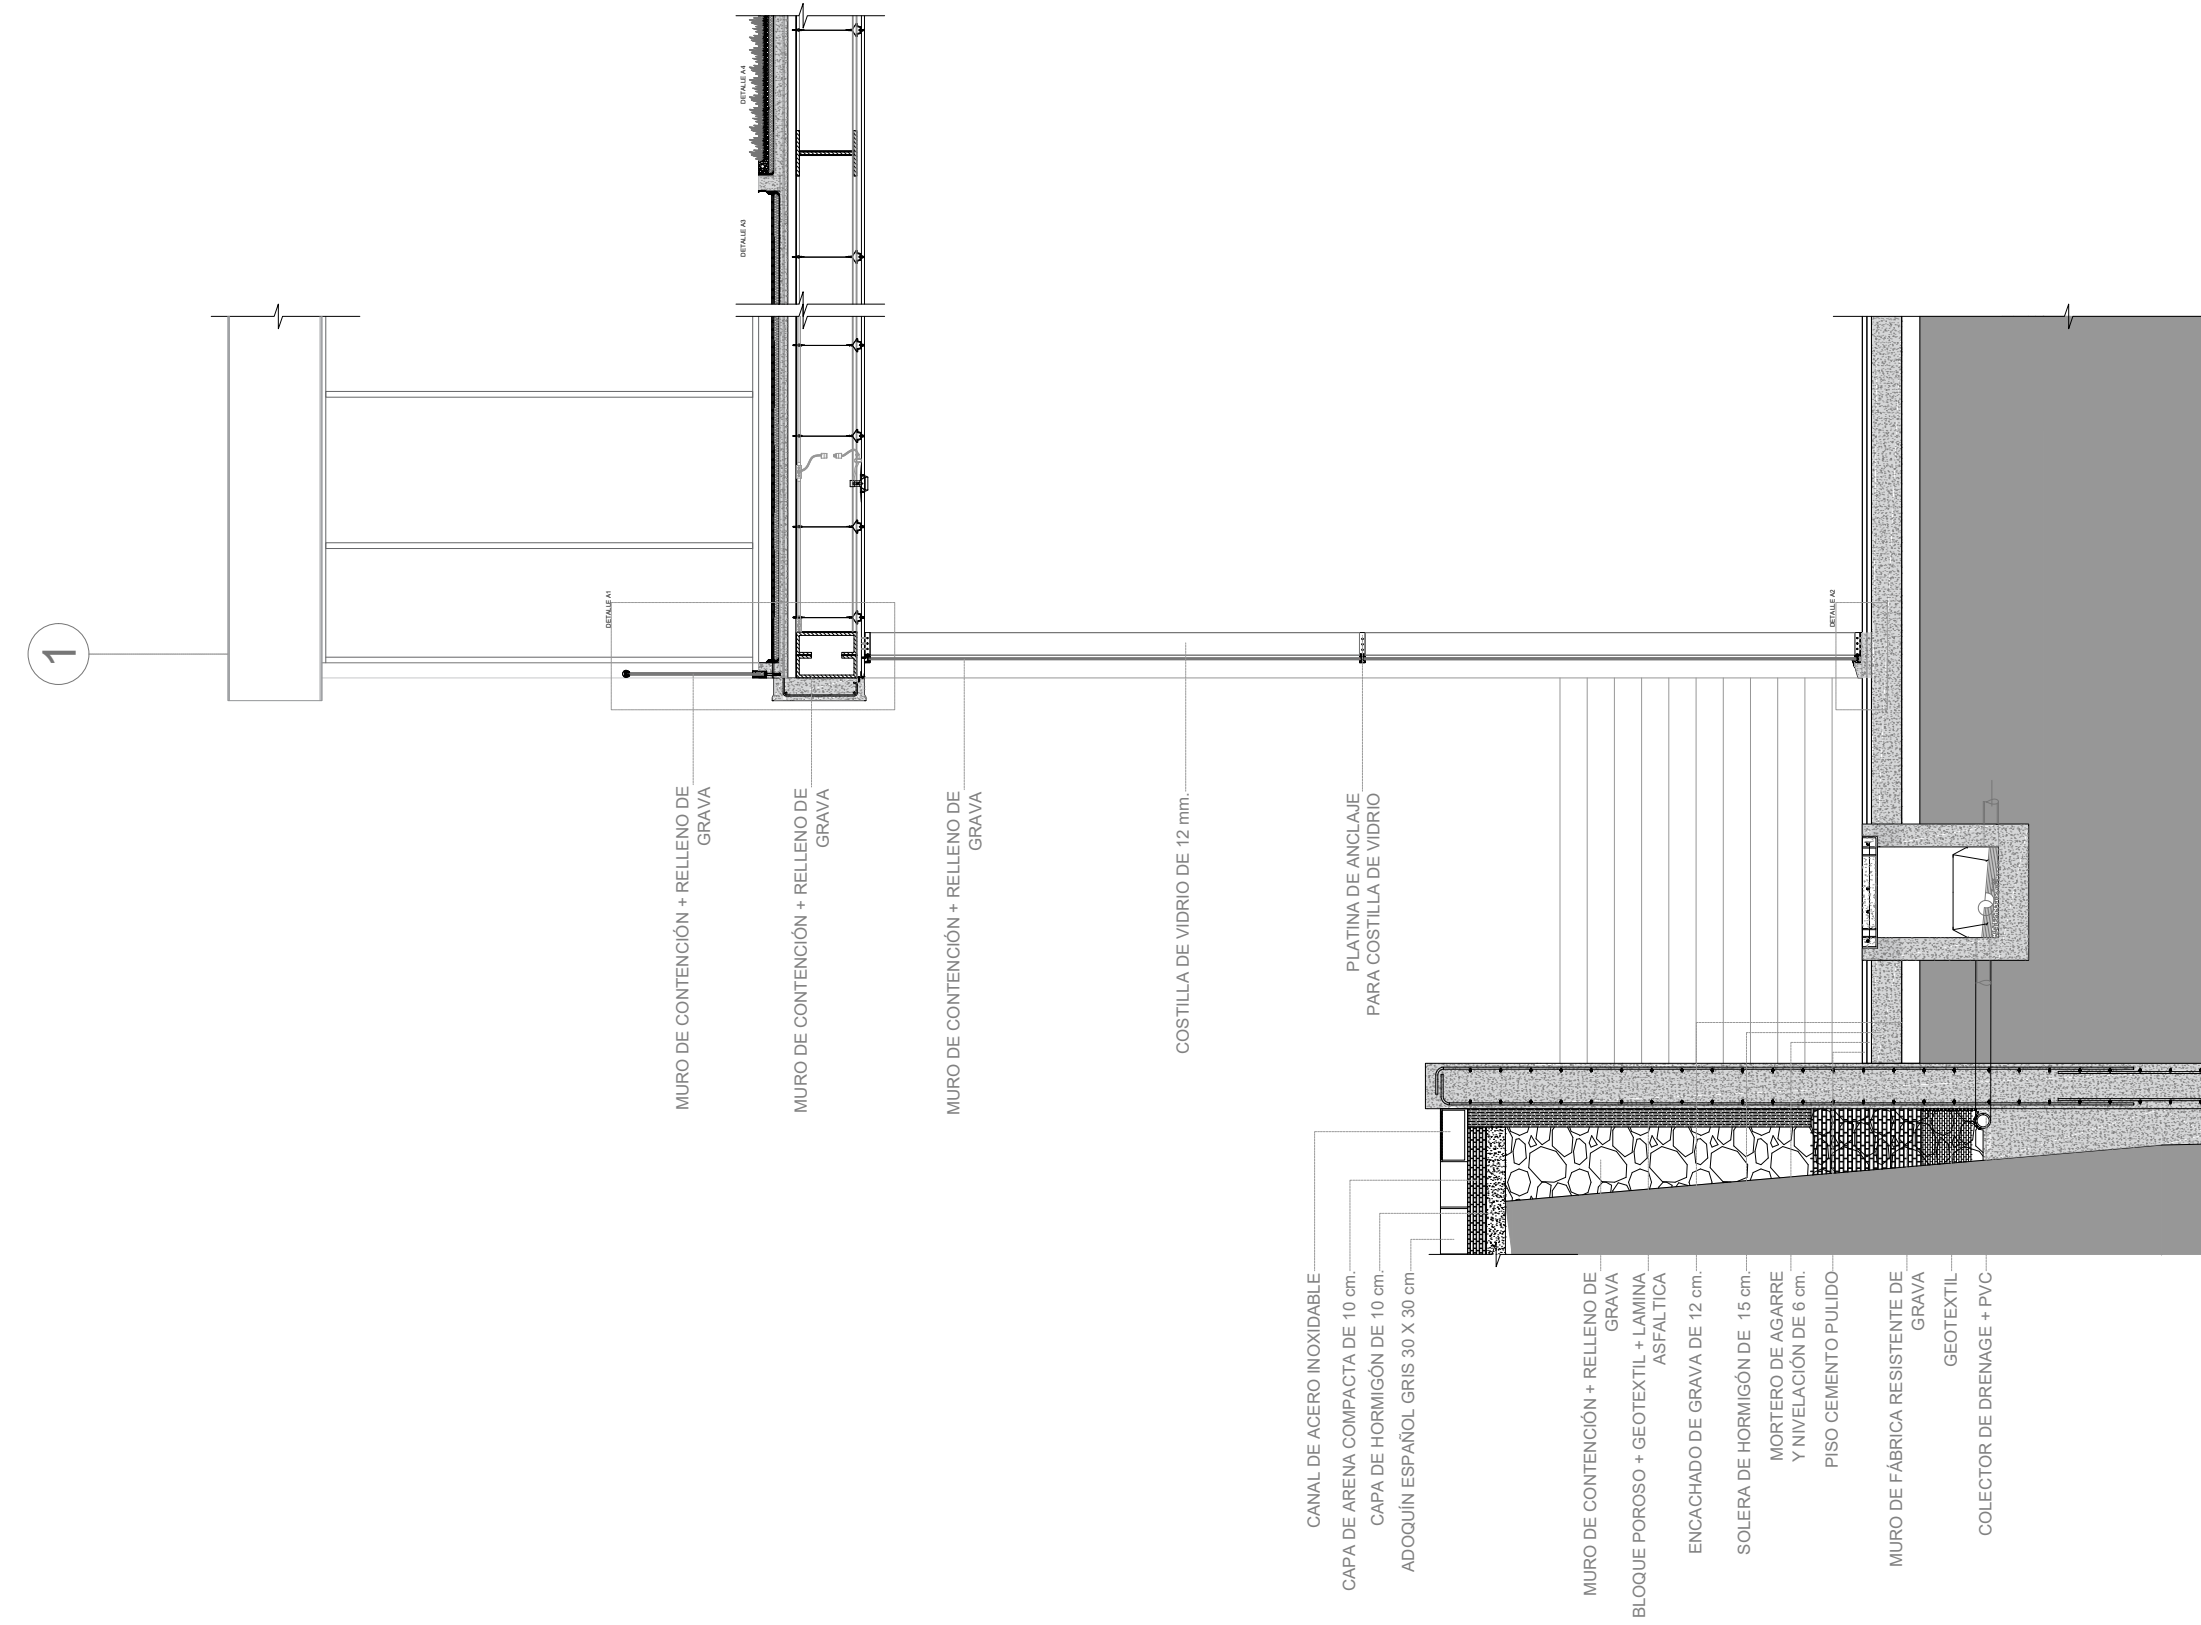 1
DETALLE A4
DETALLE A3
DETALLE A1
DETALLE A2
MURO DE CONTENCIÓN + RELLENO DE
GRAVA
MURO DE CONTENCIÓN + RELLENO DE
GRAVA
MURO DE CONTENCIÓN + RELLENO DE
GRAVA
COSTILLA DE VIDRIO DE 12 mm.
PLATINA DE ANCLAJE
PARA COSTILLA DE VIDRIO
CANAL DE ACERO INOXIDABLE
CAPA DE ARENA COMPACTA DE 10 cm.
CAPA DE HORMIGÓN DE 10 cm.
ADOQUÍN ESPAÑOL GRIS 30 X 30 cm
MURO DE CONTENCIÓN + RELLENO DE
GRAVA
BLOQUE POROSO + GEOTEXTIL + LAMINA
ASFALTICA
ENCACHADO DE GRAVA DE 12 cm.
SOLERA DE HORMIGÓN DE 15 cm.
MORTERO DE AGARRE
Y NIVELACIÓN DE 6 cm.
PISO CEMENTO PULIDO
MURO DE FÁBRICA RESISTENTE DE
GRAVA
GEOTEXTIL
COLECTOR DE DRENAGE + PVC